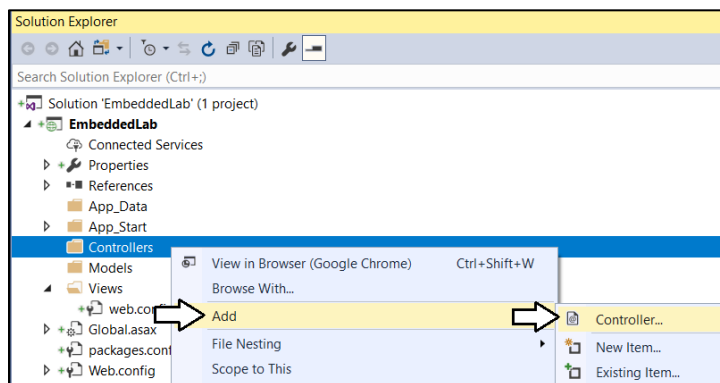 Solution Explorer
Search Solution Explorer (Ctrl+;)
Solution 'EmbeddedLab' (1 project)
EmbeddedLab
Connected Services
Properties
References
App_Data
App_Start
Controllers
View in Browser (Google Chrome) Ctrl+Shift+W
Models
Browse With...
Views
web.confi
Add
Controller...
Global.asax
File Nesting
New Item...
packages.conf
Web.config
Scope to This
Existing Item...